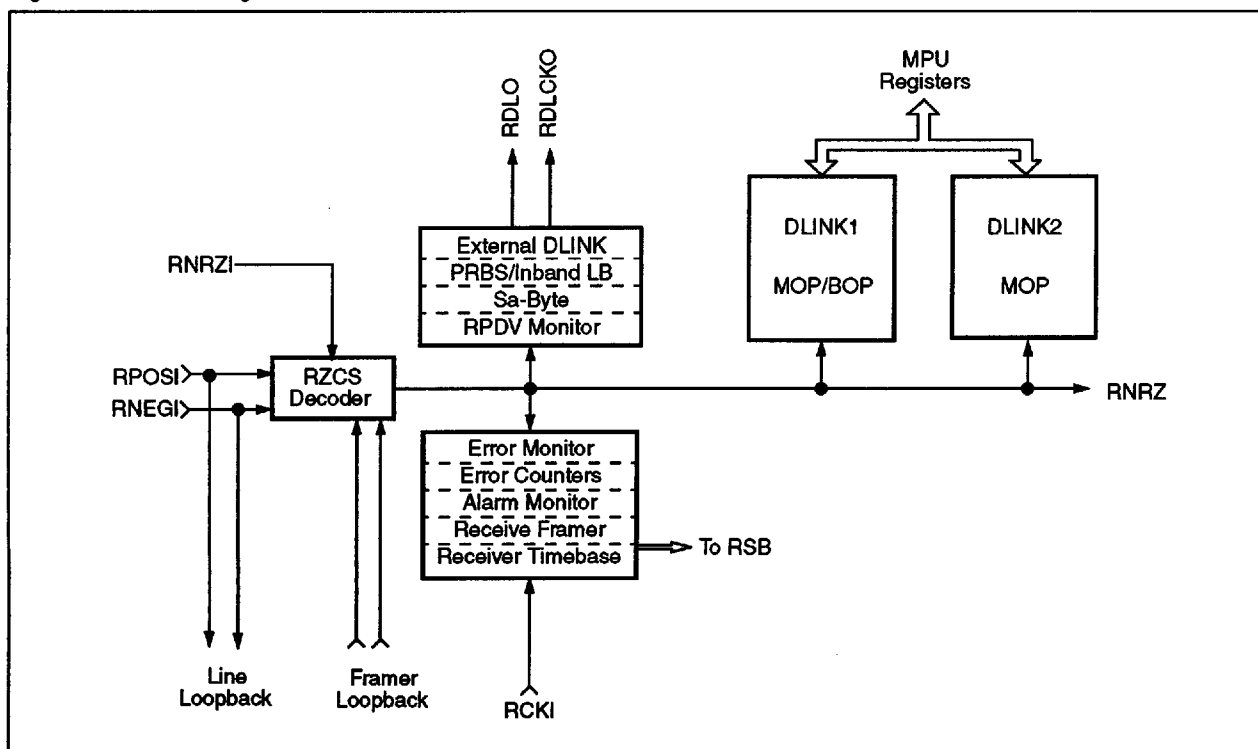 MPU
Registers
RDLO
RDLCKO
External DLINK
PRBS/Inband LB
Sa-Byte
RPDV Monitor
DLINK1
MOP/BOP
DLINK2
MOP
RNRZI
RPOSI
RNEGI
RZCS
Decoder
RNRZ
Error Monitor
Error Counters
Alarm Monitor
Receive Framer
Receiver Timebase
To RSB
Line
Loopback
Framer
Loopback
RCKI